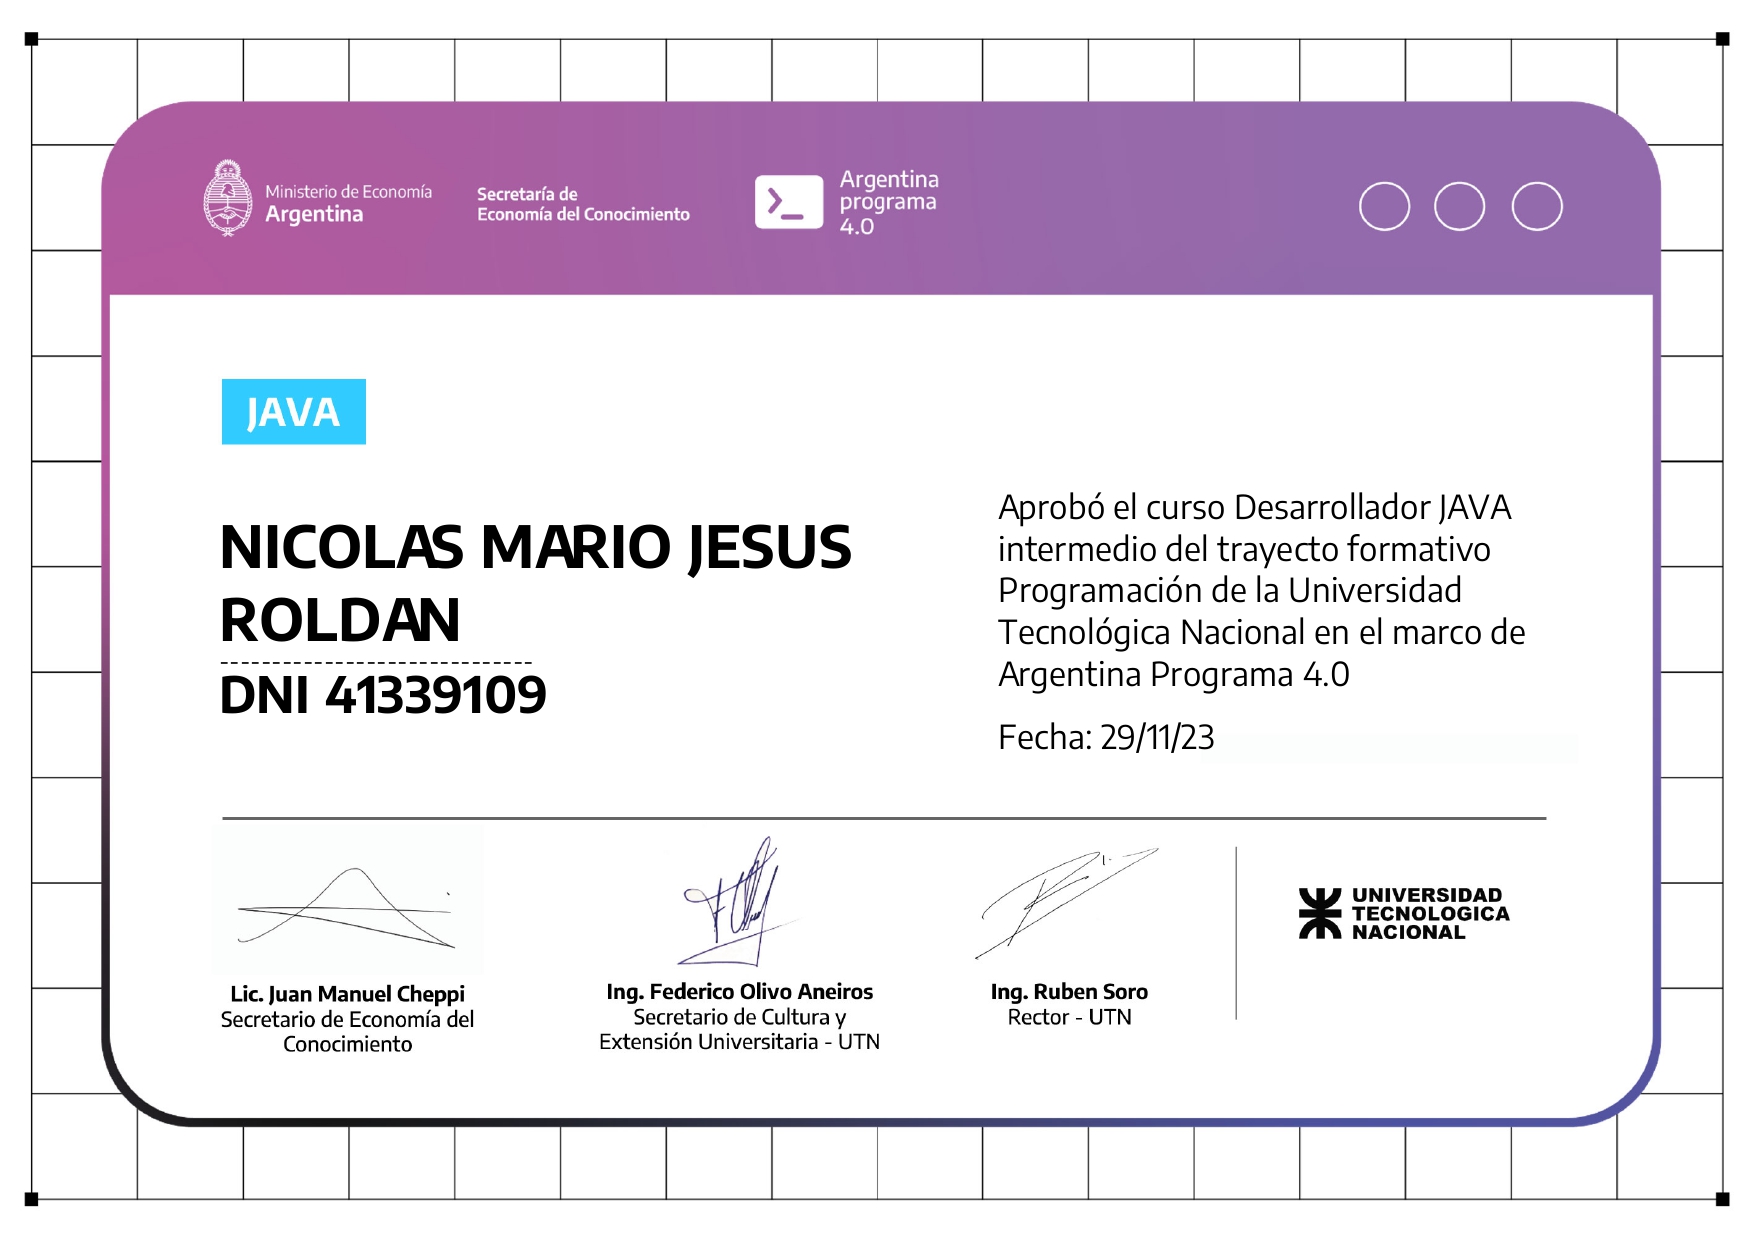 Ministerio de Economía
Argentina
Secretaría de
Economía del Conocimiento
Argentina
programa
4.0
JAVA
NICOLAS MARIO JESUS
ROLDAN
DNI 41339109
Aprobó el curso Desarrollador JAVA
intermedio del trayecto formativo
Programación de la Universidad
Tecnológica Nacional en el marco de
Argentina Programa 4.0
Fecha: 29/11/23
Lic. Juan Manuel Cheppi
Secretario de Economía del
Conocimiento
Ing. Federico Olivo Aneiros
Secretario de Cultura y
Extensión Universitaria - UTN
Ing. Ruben Soro
Rector - UTN
UNIVERSIDAD
TECNOLOGICA
NACIONAL